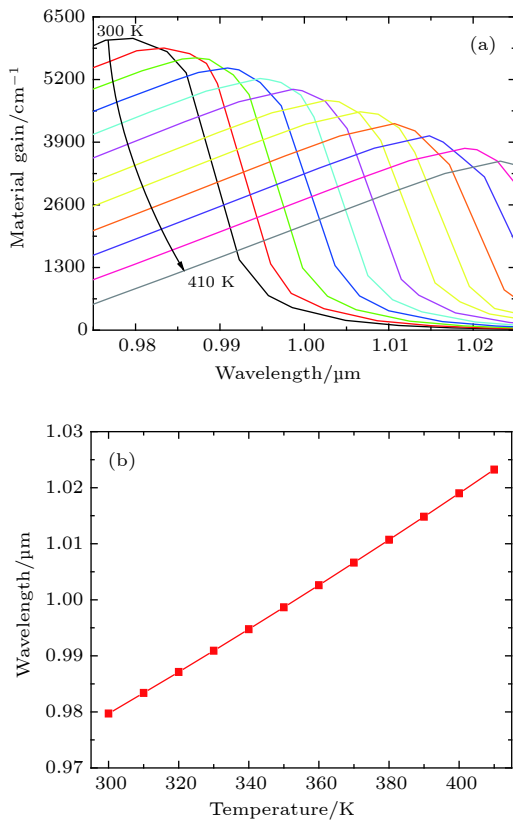 6500
5200
3900
2600
1300
0
Material gain/cm−1
300 K
(a)
410 K
0.98 0.99 1.00 1.01 1.02
Wavelength/μm
1.03
1.02
1.01
1.00
0.99
0.98
0.97
Wavelength/μm
(b)
300 320 340 360 380 400
Temperature/K